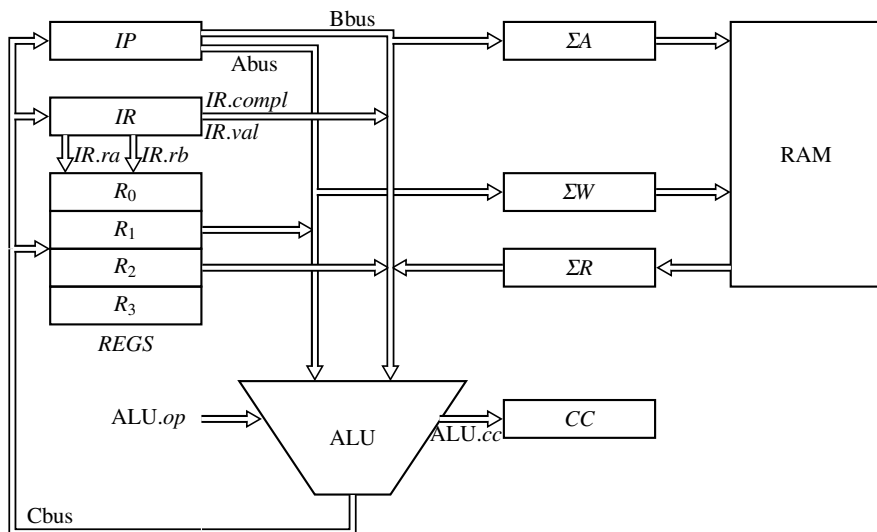 Bbus
IP
ΣA
Abus
IR.compl
IR
IR.val
IR.ra
IR.rb
RAM
R0
ΣW
R1
R2
ΣR
R3
REGS
ALU.op
ALU
ALU.cc
CC
Cbus